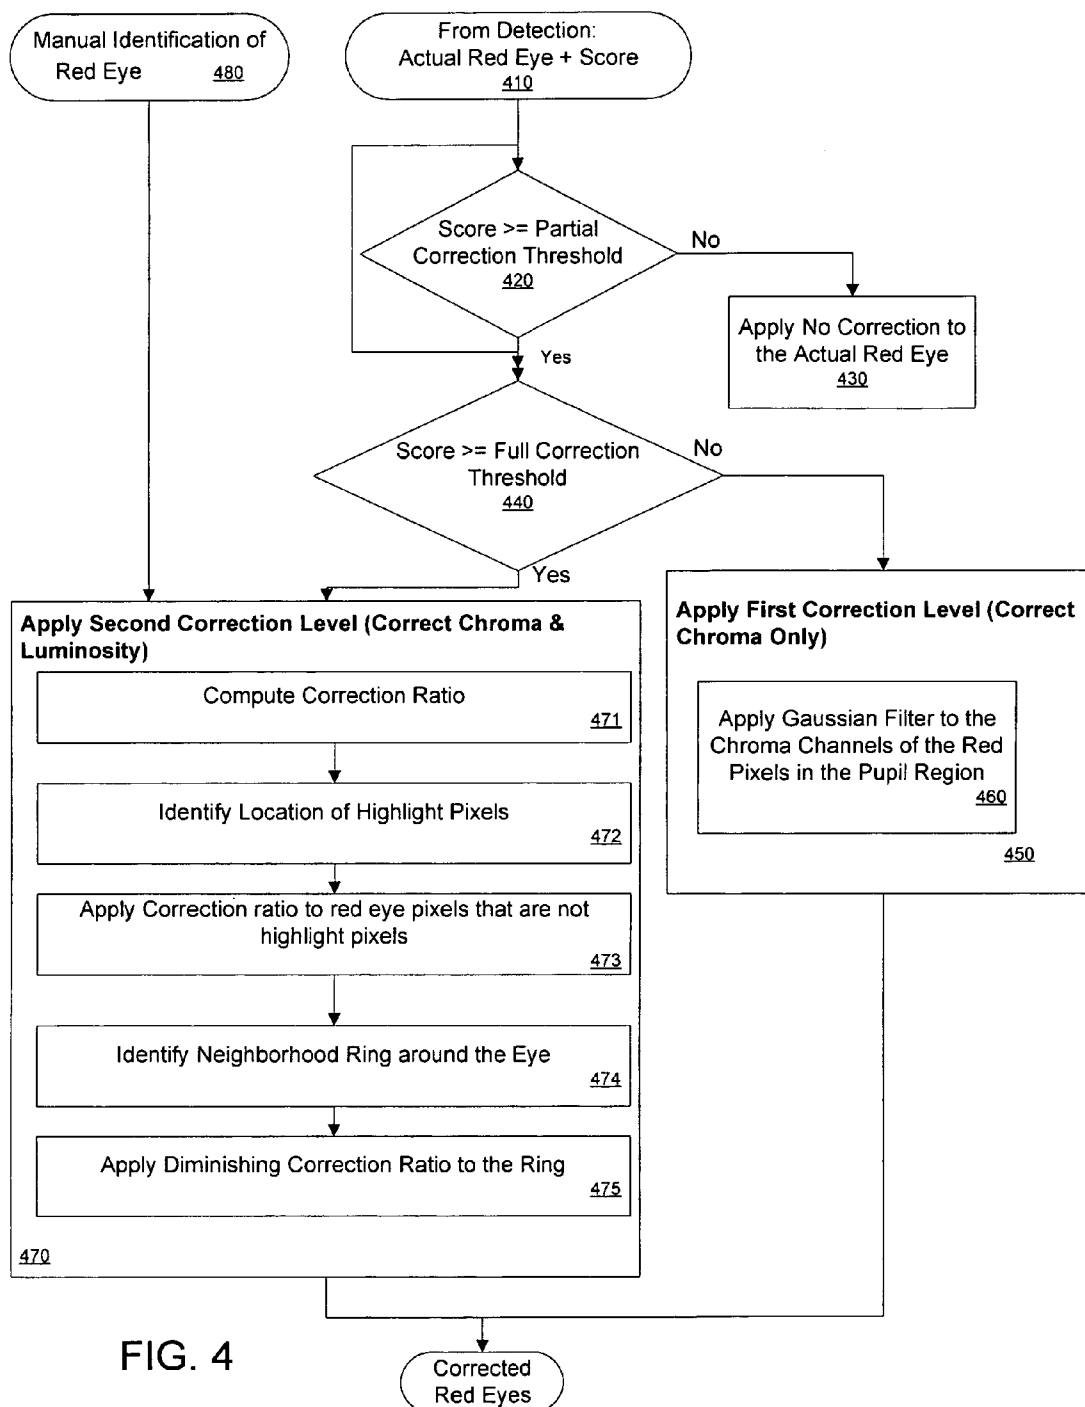 Manual Identification of
Red Eye 480
From Detection:
Actual Red Eye + Score
410
Score >= Partial
Correction Threshold
420
No
Apply No Correction to
the Actual Red Eye
430
Yes
Score >= Full Correction
Threshold
440
No
Yes
Apply Second Correction Level (Correct Chroma &
Luminosity)
Compute Correction Ratio
471
Identify Location of Highlight Pixels
472
Apply Correction ratio to red eye pixels that are not
highlight pixels
473
Identify Neighborhood Ring around the Eye
474
Apply Diminishing Correction Ratio to the Ring
475
470
Apply First Correction Level (Correct
Chroma Only)
Apply Gaussian Filter to the
Chroma Channels of the Red
Pixels in the Pupil Region
460
450
FIG. 4
Corrected
Red Eyes